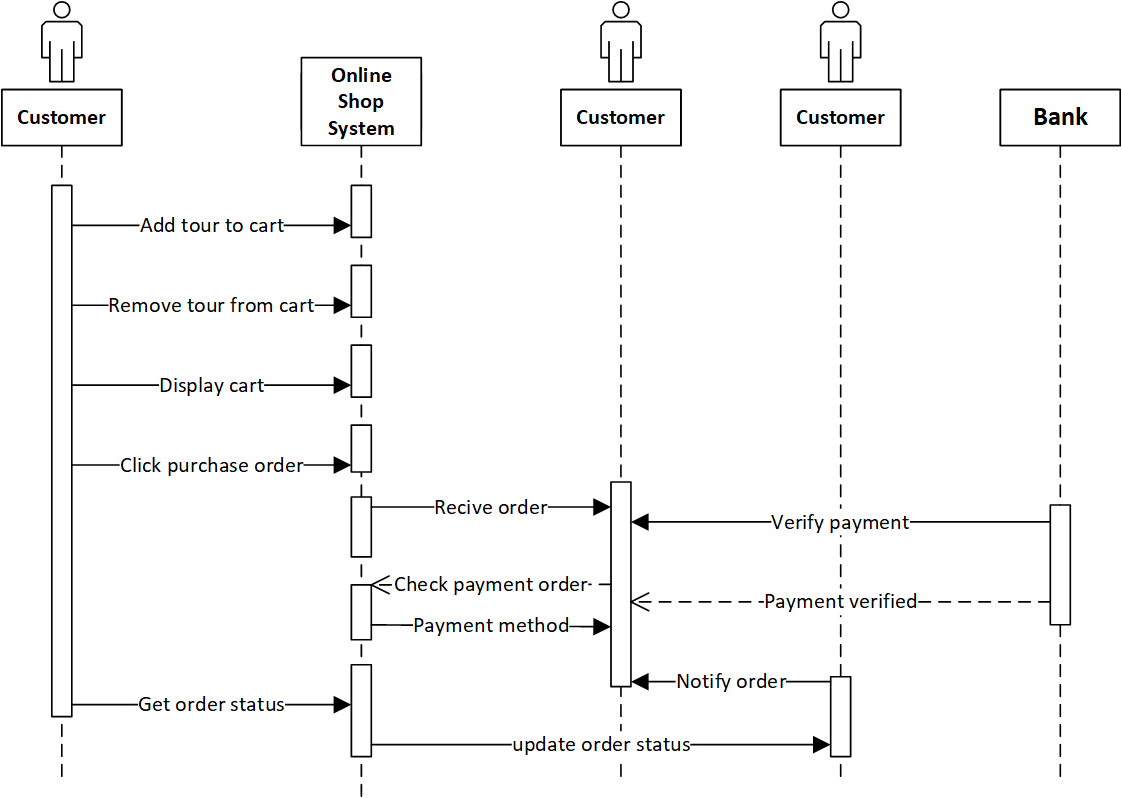 Customer
Online
Shop
System
Customer
Customer
Bank
Add tour to cart
Remove tour from cart
Display cart
Click purchase order
Recive order
Verify payment
Check payment order
Payment verified
Payment method
Notify order
Get order status
update order status